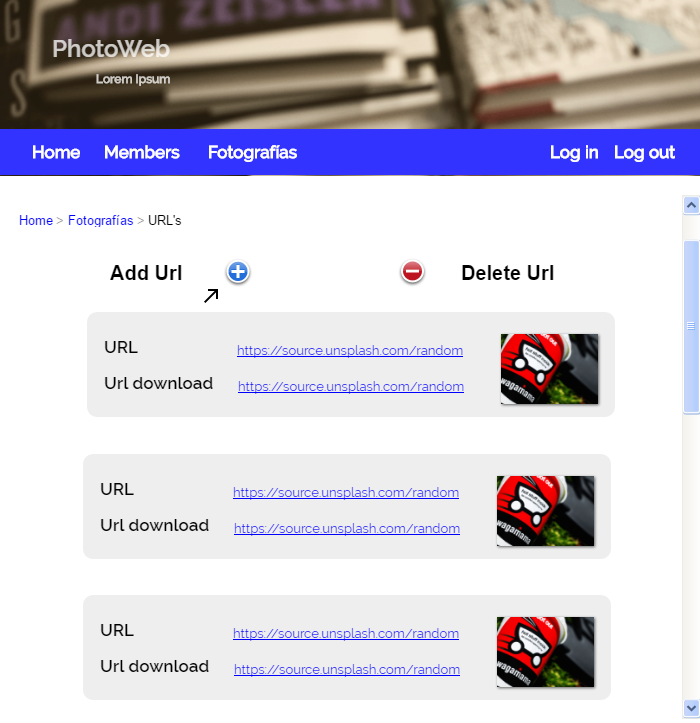 ANDI ZEISLER
G
S
PhotoWeb
Lorem Ipsum
Home Members Fotografías Log in Log out
Home > Fotografías > URL's
Add Url Delete Url
URL https://source.unsplash.com/random
Url download https://source.unsplash.com/random
wagamama
URL https://source.unsplash.com/random
Url download https://source.unsplash.com/random
wagamama
URL https://source.unsplash.com/random
Url download https://source.unsplash.com/random
wagamama